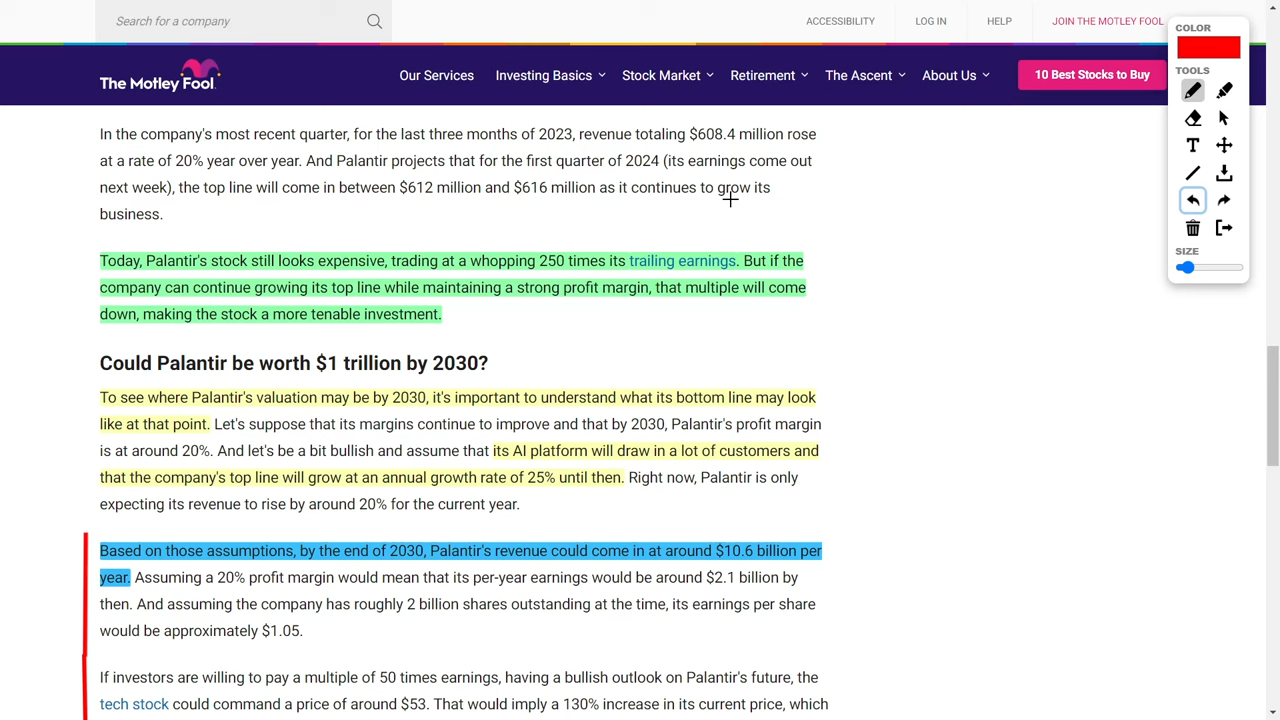 Search for a company
ACCESSIBILITY LOG IN HELP JOIN THE MOTLEY FOOL
The Motley Fool
Our Services Investing Basics Stock Market Retirement The Ascent About Us 10 Best Stocks to Buy
COLOR
TOOLS
T
SIZE
In the company's most recent quarter, for the last three months of 2023, revenue totaling $608.4 million rose
at a rate of 20% year over year. And Palantir projects that for the first quarter of 2024 (its earnings come out
next week), the top line will come in between $612 million and $616 million as it continues to grow its
business.
Today, Palantir's stock still looks expensive, trading at a whopping 250 times its trailing earnings. But if the
company can continue growing its top line while maintaining a strong profit margin, that multiple will come
down, making the stock a more tenable investment.
Could Palantir be worth $1 trillion by 2030?
To see where Palantir's valuation may be by 2030, it's important to understand what its bottom line may look
like at that point. Let's suppose that its margins continue to improve and that by 2030, Palantir's profit margin
is at around 20%. And let's be a bit bullish and assume that its AI platform will draw in a lot of customers and
that the company's top line will grow at an annual growth rate of 25% until then. Right now, Palantir is only
expecting its revenue to rise by around 20% for the current year.
Based on those assumptions, by the end of 2030, Palantir's revenue could come in at around $10.6 billion per
year. Assuming a 20% profit margin would mean that its per-year earnings would be around $2.1 billion by
then. And assuming the company has roughly 2 billion shares outstanding at the time, its earnings per share
would be approximately $1.05.
If investors are willing to pay a multiple of 50 times earnings, having a bullish outlook on Palantir's future, the
tech stock could command a price of around $53. That would imply a 130% increase in its current price, which